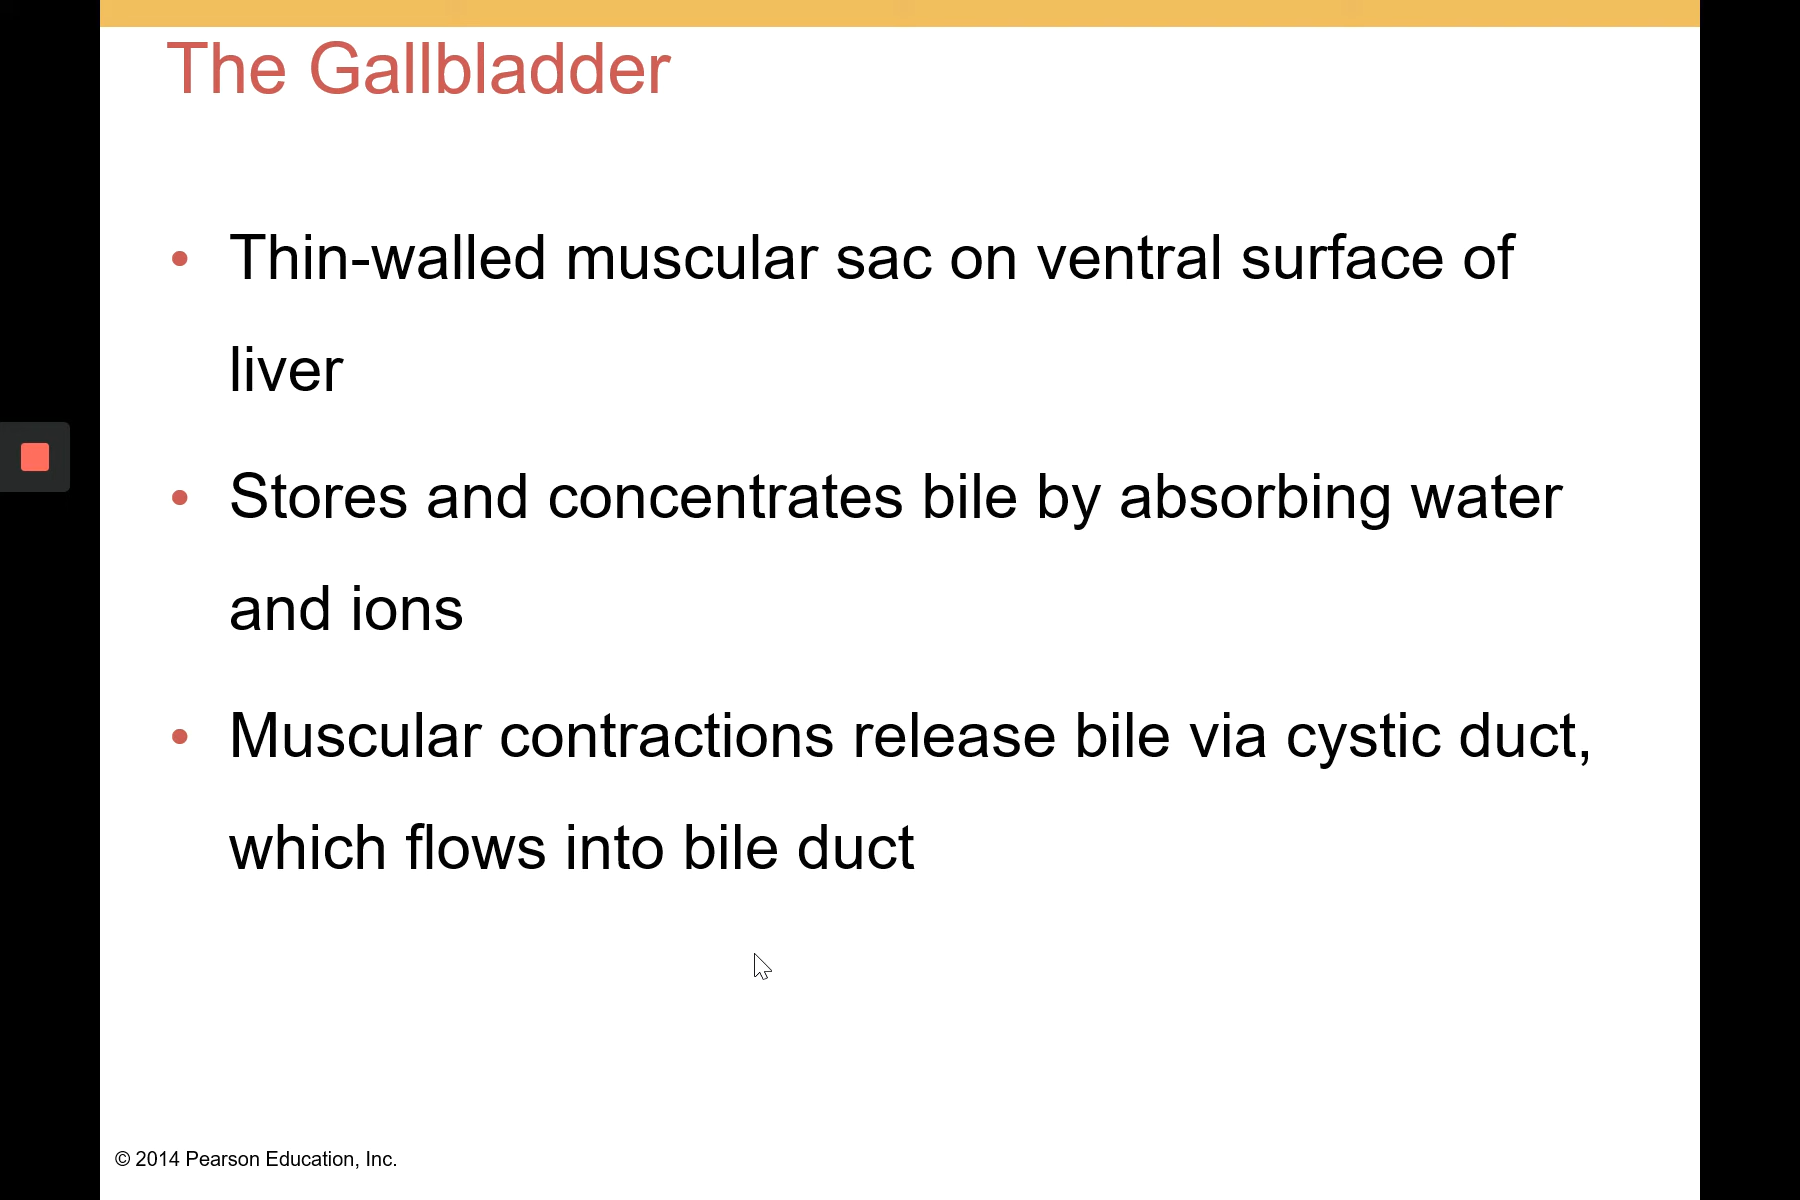 The Gallbladder
• Thin-walled muscular sac on ventral surface of
liver
• Stores and concentrates bile by absorbing water
and ions
• Muscular contractions release bile via cystic duct,
which flows into bile duct
© 2014 Pearson Education, Inc.